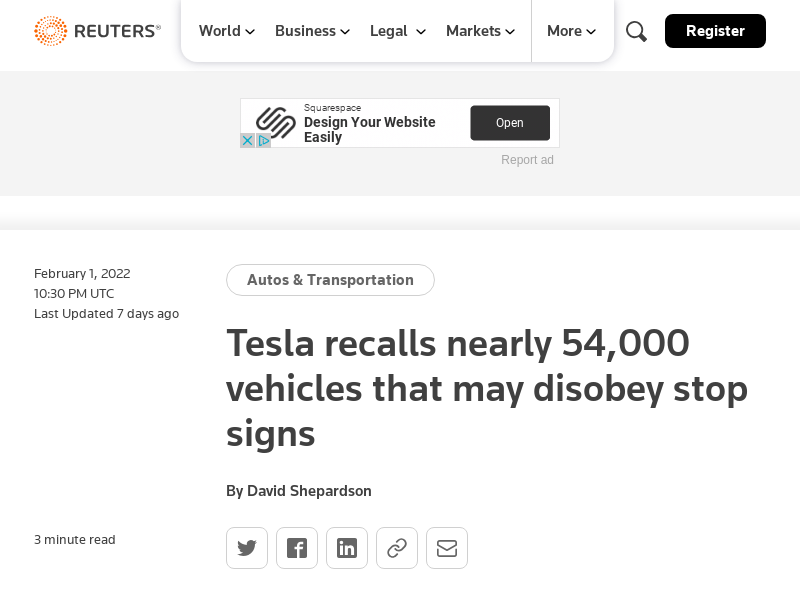 REUTERS®
World
Business
Legal
Markets
More
Register
Squarespace
Design Your Website
Easily
Open
Report ad
February 1, 2022
10:30 PM UTC
Last Updated 7 days ago
Autos & Transportation
Tesla recalls nearly 54,000
vehicles that may disobey stop
signs
By David Shepardson
3 minute read